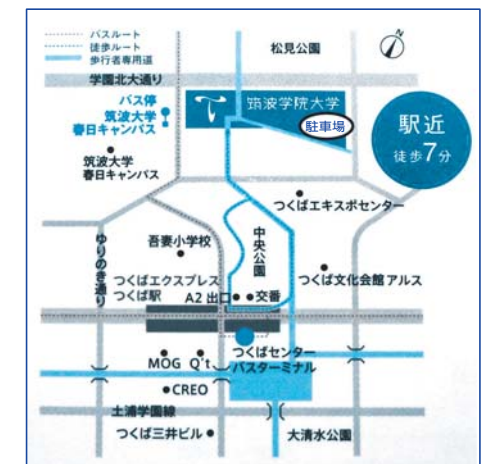 バスルート
徒歩ルート
歩行者専用道
松見公園
学園北大通り
バス停
筑波大学
春日キャンパス
筑波学院大学
駐車場
駅近
徒歩7分
筑波大学
春日キャンパス
つくばエキスポセンター
ゆりのき通り
吾妻小学校
中央公園
つくばエクスプレス
つくば駅
A2 出口
交番
つくば文化会館アルス
MOG
Q't
つくばセンター
バスターミナル
CREO
土浦学園線
つくば三井ビル
大清水公園